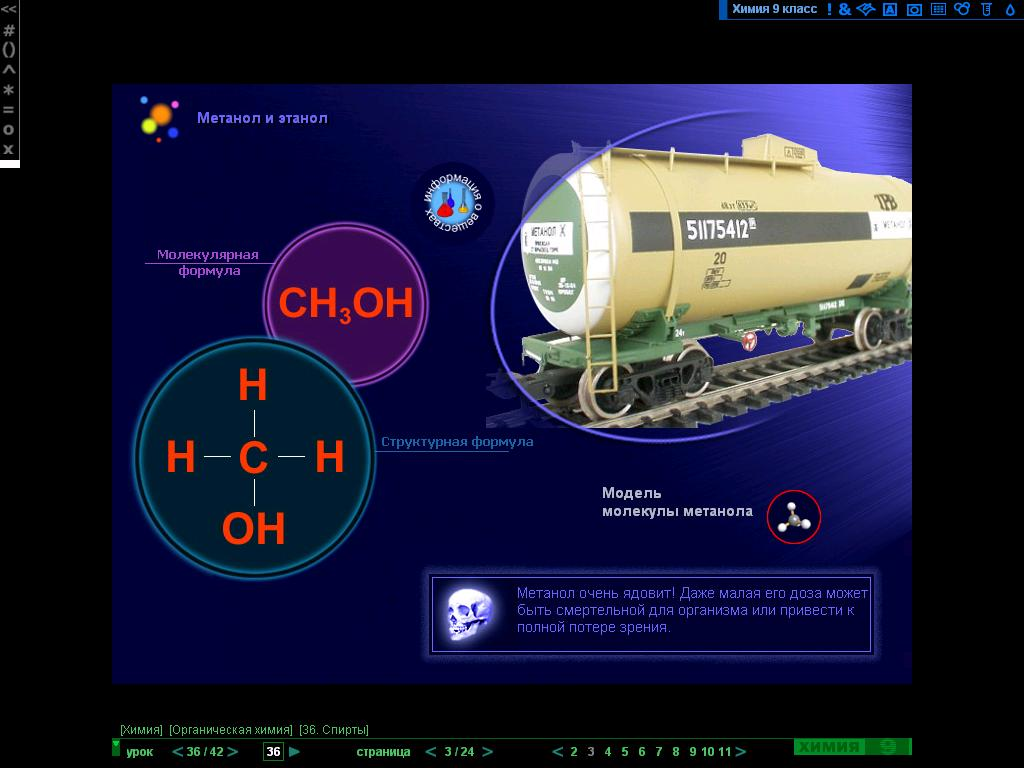 <<
#
()
^
*
=
o
x
Химия 9 класс ! &
Метанол и этанол
информация о веществах
Молекулярная
формула
CH₃OH
H
H — C — H
OH
Структурная формула
МЕТАНОЛ
51175412
20
МЕТАНОЛ
24т
Модель
молекулы метанола
Метанол очень ядовит! Даже малая его доза может
быть смертельной для организма или привести к
полной потере зрения.
[Химия] [Органическая химия] [36. Спирты]
урок < 36 / 42 > 36 страница < 3 / 24 > < 2 3 4 5 6 7 8 9 10 11 > ХИМИЯ 9